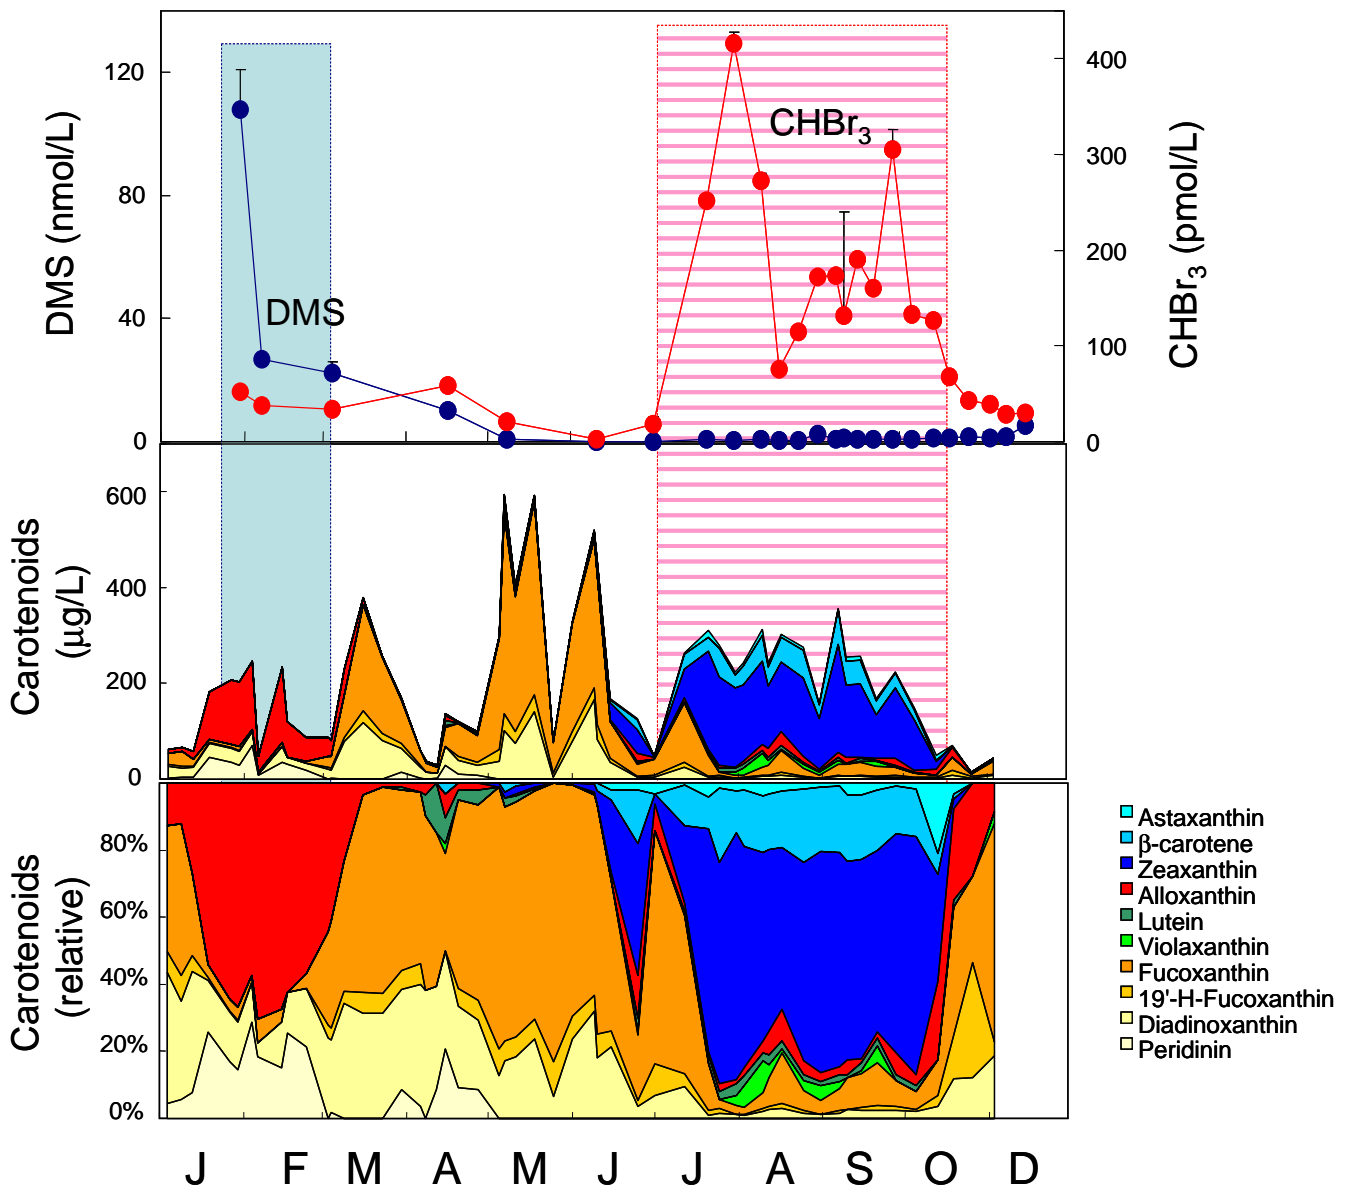 DMS (nmol/L)
120
80
40
0
DMS
CHBr3
400
300
200
100
0
CHBr3 (pmol/L)
Carotenoids
(μg/L)
600
400
200
0
Carotenoids
(relative)
80%
60%
40%
20%
0%
Astaxanthin
β-carotene
Zeaxanthin
Alloxanthin
Lutein
Violaxanthin
Fucoxanthin
19'-H-Fucoxanthin
Diadinoxanthin
Peridinin
J F M A M J J A S O D